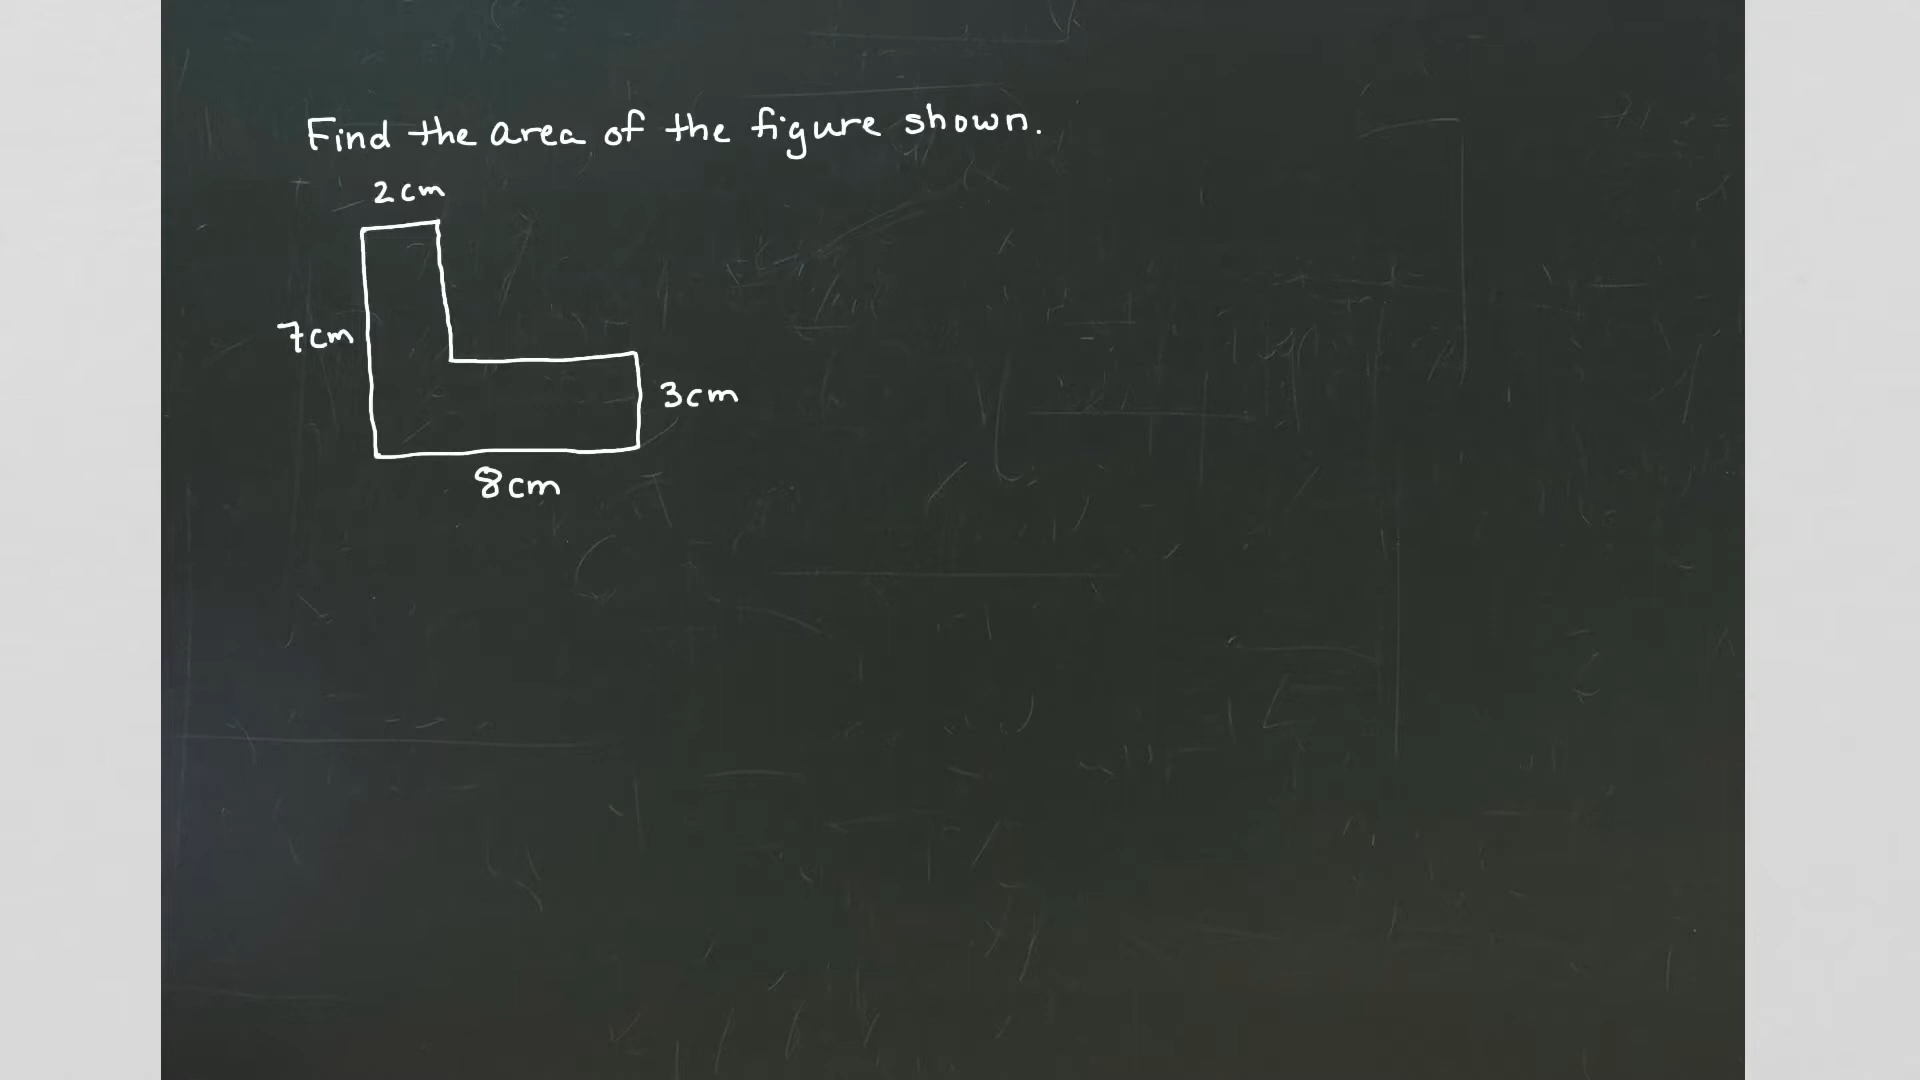 Find the area of the figure shown.
2cm
7cm
3cm
8cm